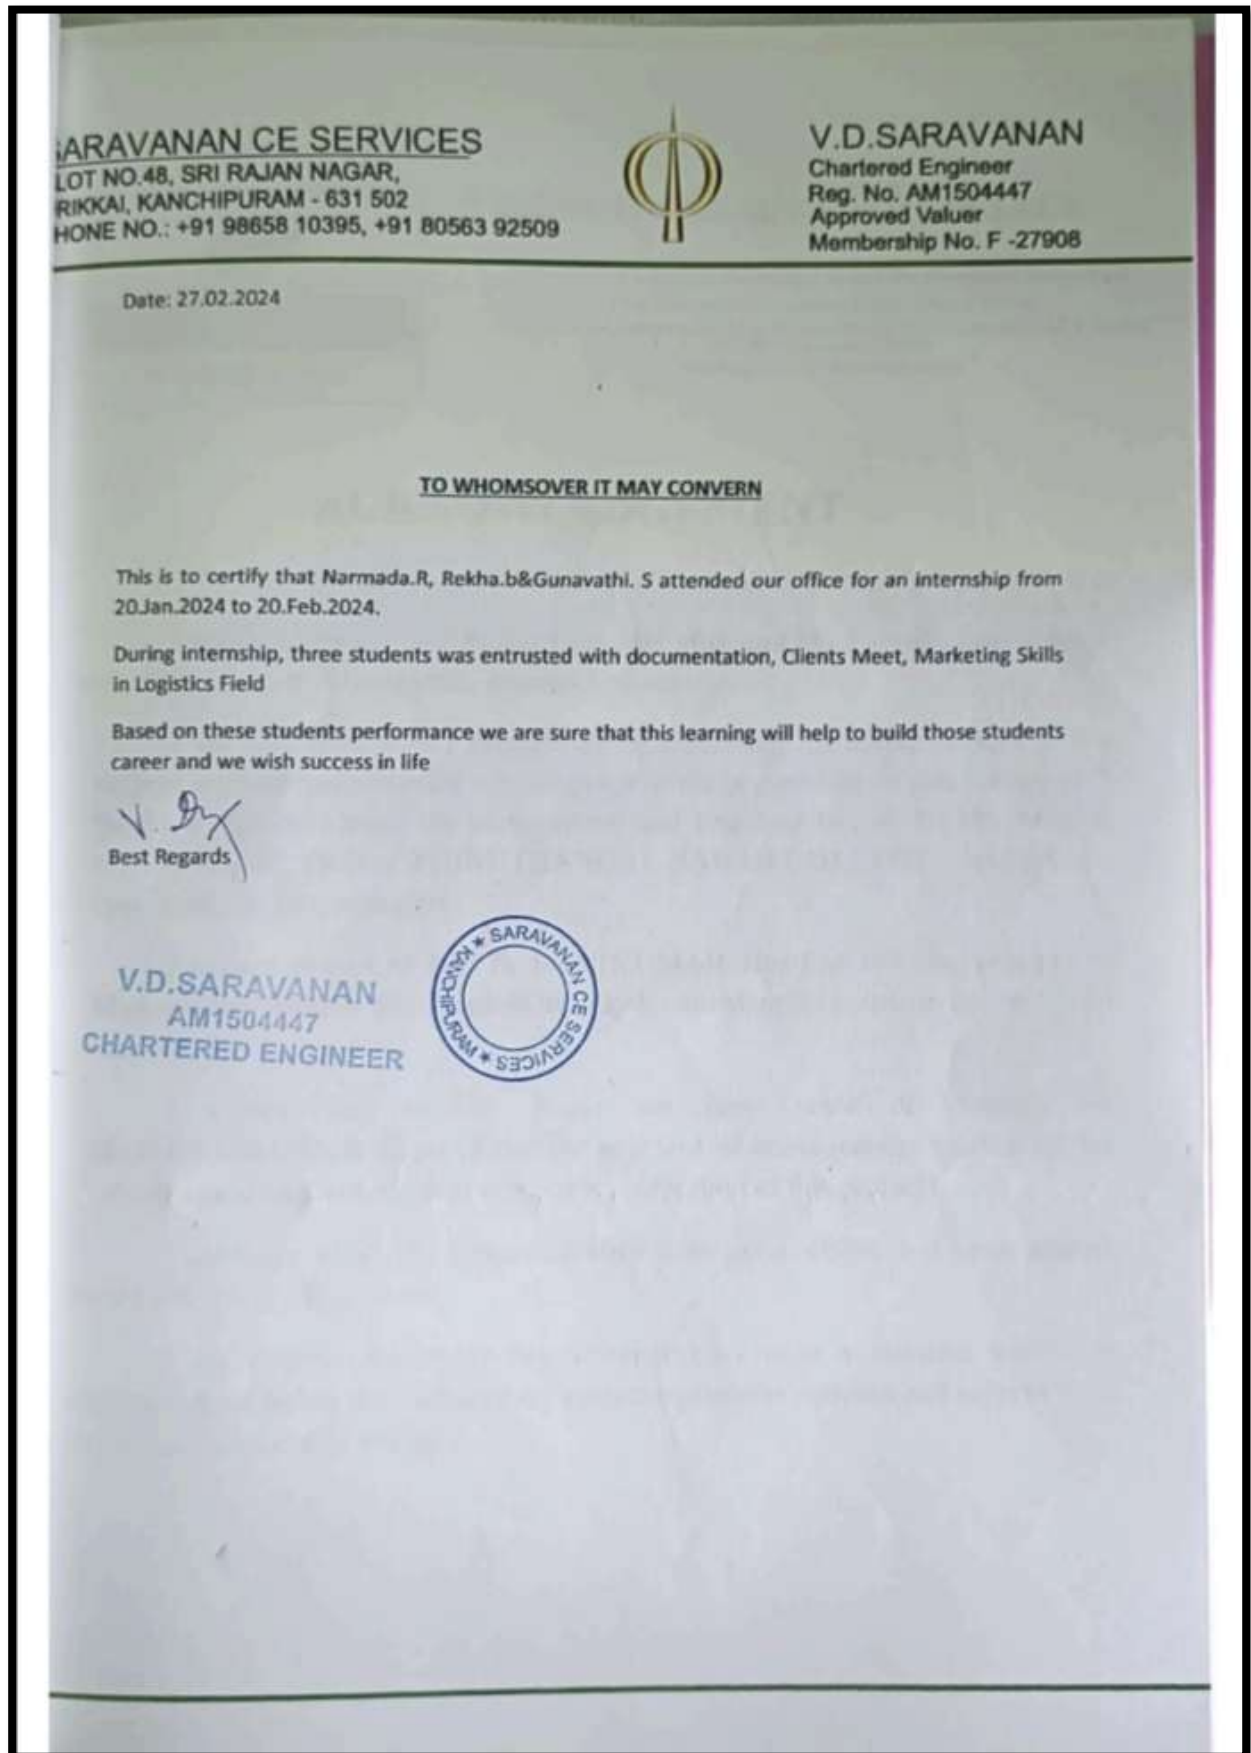 ARAVANAN CE SERVICES
LOT NO.48, SRI RAJAN NAGAR,
RIKKAI, KANCHIPURAM - 631 502
HONE NO.: +91 98658 10395, +91 80563 92509
V.D.SARAVANAN
Chartered Engineer
Reg. No. AM1504447
Approved Valuer
Membership No. F -27908
Date: 27.02.2024
TO WHOMSOVER IT MAY CONVERN
This is to certify that Narmada.R, Rekha.b&Gunavathi. S attended our office for an internship from
20.Jan.2024 to 20.Feb.2024.
During internship, three students was entrusted with documentation, Clients Meet, Marketing Skills
in Logistics Field
Based on these students performance we are sure that this learning will help to build those students
career and we wish success in life
Best Regards
V.D.SARAVANAN
AM1504447
CHARTERED ENGINEER
★ SARAVANAN CE SERVICES ★ KANCHIPURAM